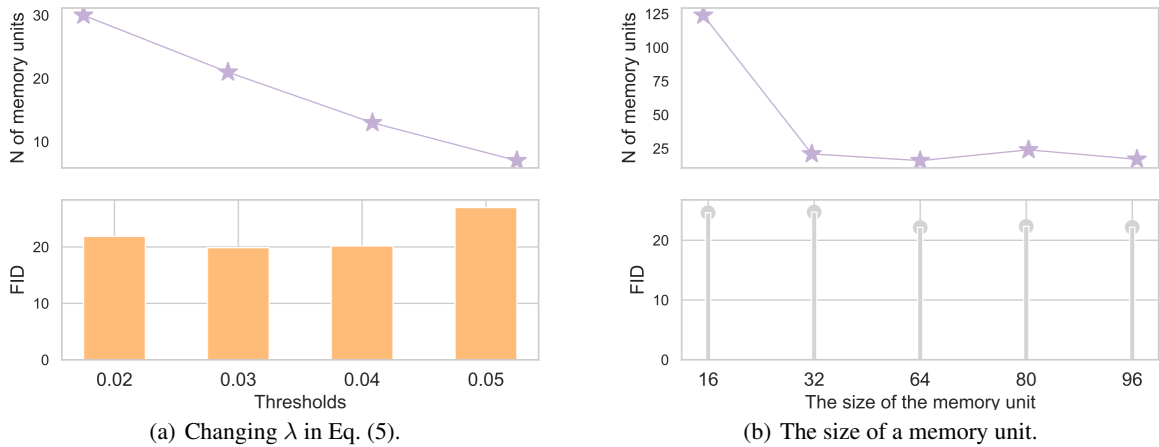 N of memory units
30
20
10
FID
20
10
0
0.02 0.03 0.04 0.05
Thresholds
(a) Changing λ in Eq. (5).
N of memory units
125
100
75
50
25
FID
20
10
0
16 32 64 80 96
The size of the memory unit
(b) The size of a memory unit.